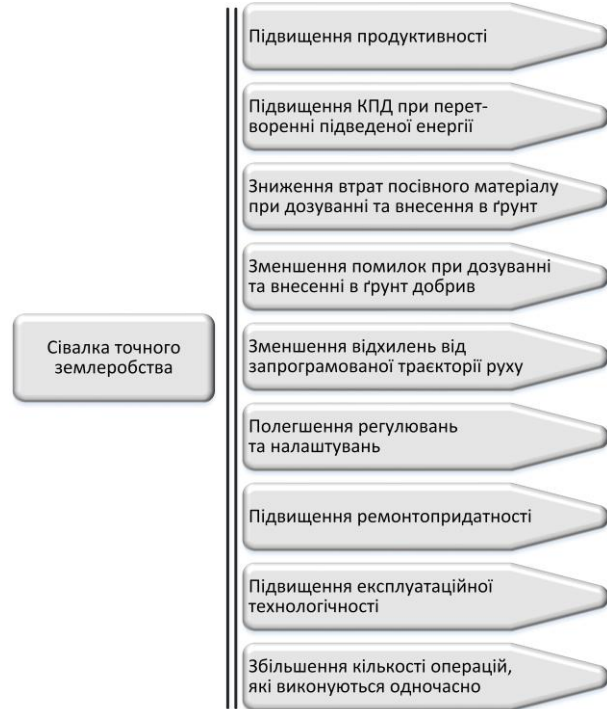 Сівалка точного
землеробства
Підвищення продуктивності
Підвищення КПД при перет-
воренні підведеної енергії
Зниження втрат посівного матеріалу
при дозуванні та внесення в ґрунт
Зменшення помилок при дозуванні
та внесенні в ґрунт добрив
Зменшення відхилень від
запрограмованої траєкторії руху
Полегшення регулювань
та налаштувань
Підвищення ремонтопридатності
Підвищення експлуатаційної
технологічності
Збільшення кількості операцій,
які виконуються одночасно